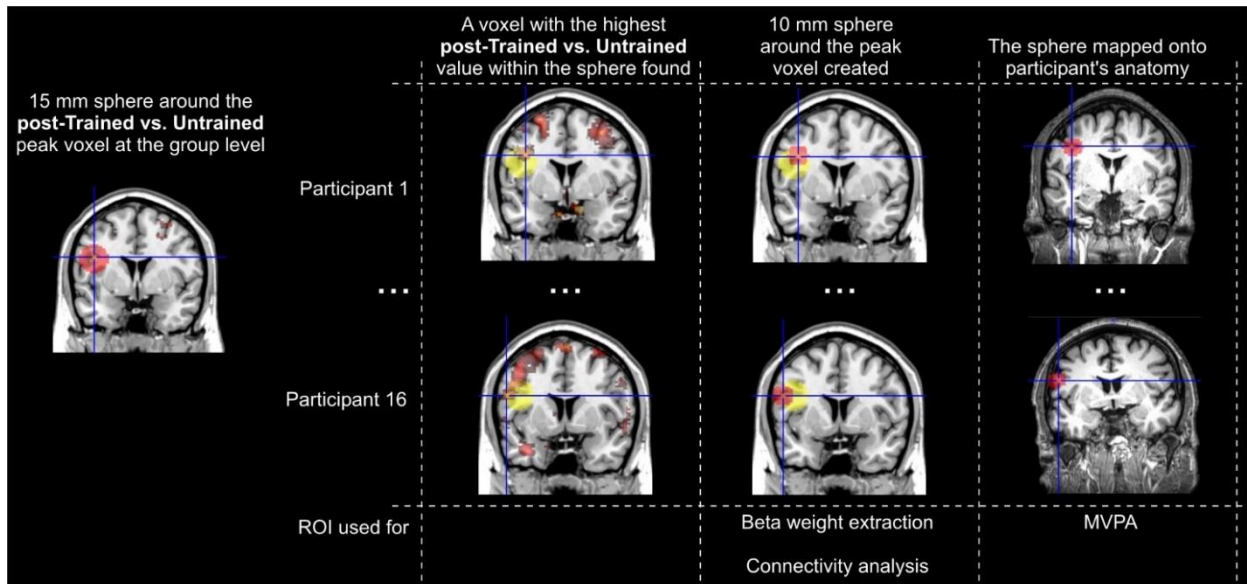 15 mm sphere around the
post-Trained vs. Untrained
peak voxel at the group level
A voxel with the highest
post-Trained vs. Untrained
value within the sphere found
10 mm sphere
around the peak
voxel created
The sphere mapped onto
participant's anatomy
Participant 1
... ... ... ...
Participant 16
ROI used for
Beta weight extraction
Connectivity analysis
MVPA